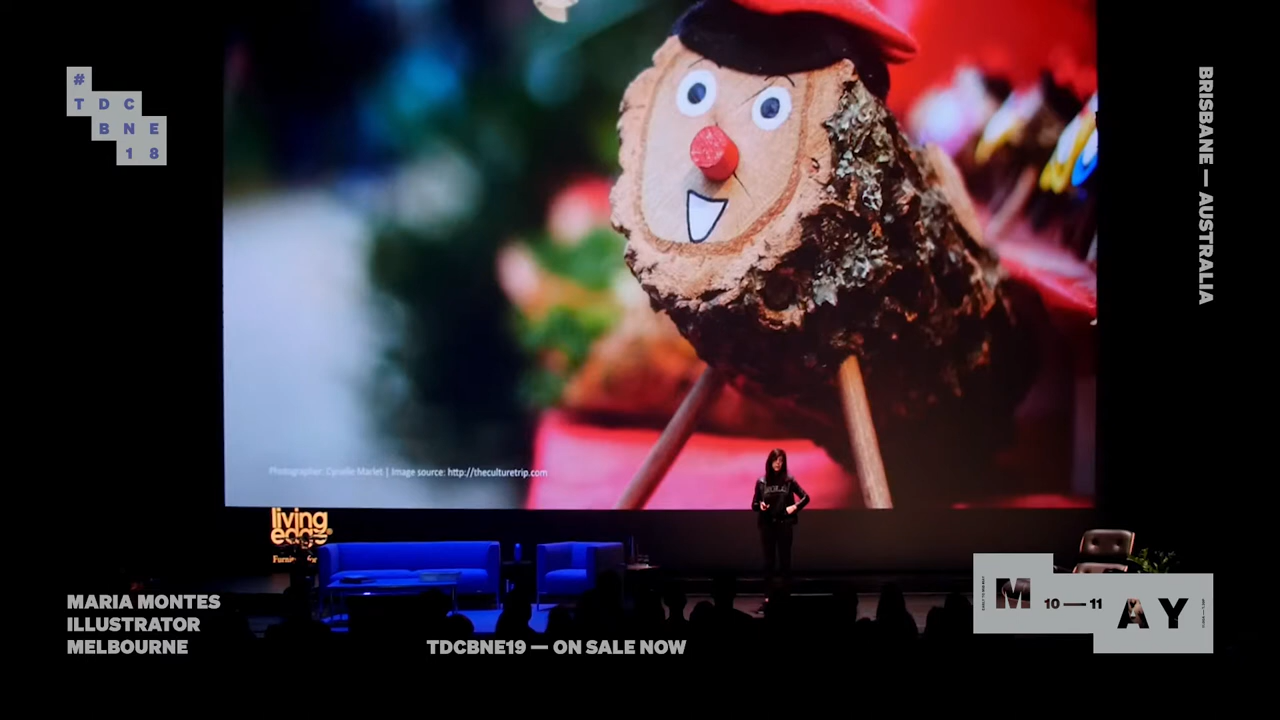 #
TDC
BNE
18
BRISBANE — AUSTRALIA
Photographer: | Image source: http://theculturetrip.com
living
edge
MARIA MONTES
ILLUSTRATOR
MELBOURNE
TDCBNE19 — ON SALE NOW
M 10 — 11
AY